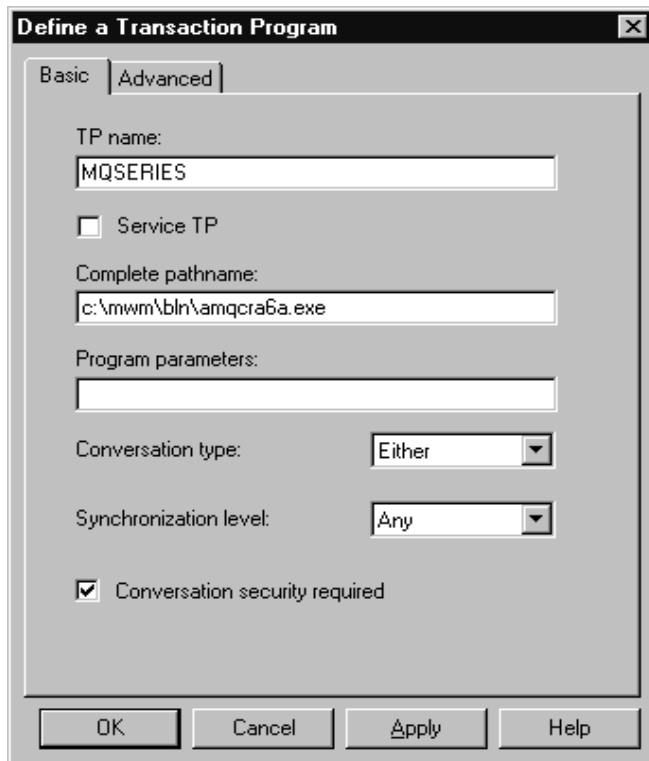 Define a Transaction Program
Basic Advanced
TP name:
MQSERIES
Service TP
Complete pathname:
c:\mwm\bln\amqcra6a.exe
Program parameters:
Conversation type: Either
Synchronization level: Any
Conversation security required
OK Cancel Apply Help